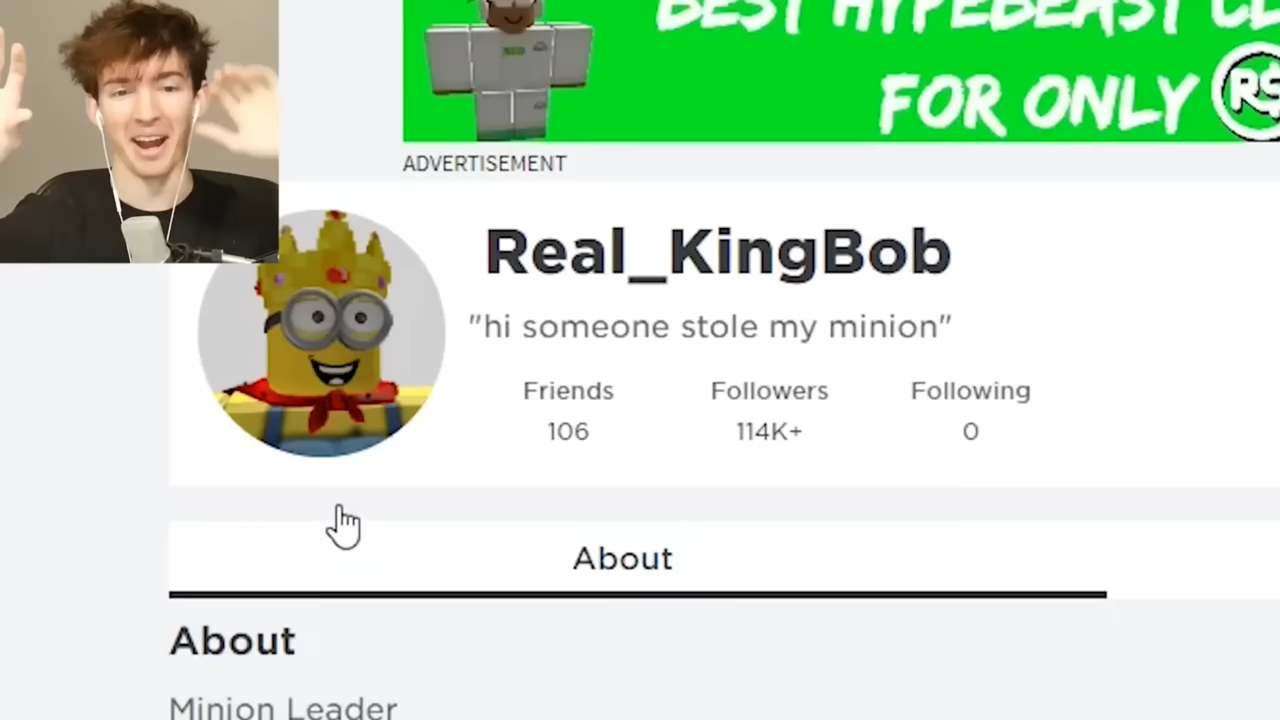 BEST HYPEBEAST CL
FOR ONLY R$
ADVERTISEMENT
Real_KingBob
"hi someone stole my minion"
Friends Followers Following
106 114K+ 0
About
About
Minion Leader